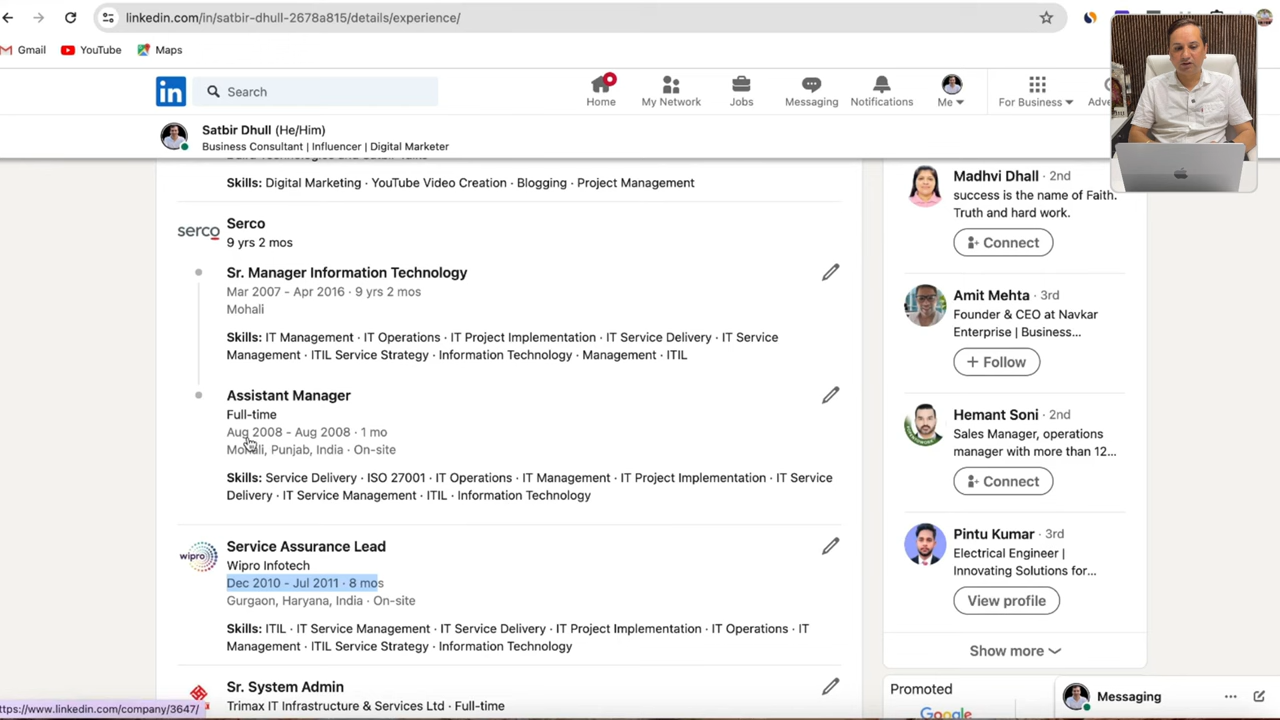 linkedin.com/in/satbir-dhull-2678a815/details/experience/
Gmail
YouTube
Maps
in
Search
Home
My Network
Jobs
Messaging
Notifications
Me
For Business
Satbir Dhull (He/Him)
Business Consultant | Influencer | Digital Marketer
Skills: Digital Marketing · YouTube Video Creation · Blogging · Project Management
serco
Serco
9 yrs 2 mos
Sr. Manager Information Technology
Mar 2007 - Apr 2016 · 9 yrs 2 mos
Mohali
Skills: IT Management · IT Operations · IT Project Implementation · IT Service Delivery · IT Service
Management · ITIL Service Strategy · Information Technology · Management · ITIL
Assistant Manager
Full-time
Aug 2008 - Aug 2008 · 1 mo
Mohali, Punjab, India · On-site
Skills: Service Delivery · ISO 27001 · IT Operations · IT Management · IT Project Implementation · IT Service
Delivery · IT Service Management · ITIL · Information Technology
wipro
Service Assurance Lead
Wipro Infotech
Dec 2010 - Jul 2011 · 8 mos
Gurgaon, Haryana, India · On-site
Skills: ITIL · IT Service Management · IT Service Delivery · IT Project Implementation · IT Operations · IT
Management · ITIL Service Strategy · Information Technology
Sr. System Admin
Trimax IT Infrastructure & Services Ltd · Full-time
Madhvi Dhall · 2nd
success is the name of Faith.
Truth and hard work.
Connect
Amit Mehta · 3rd
Founder & CEO at Navkar
Enterprise | Business...
+ Follow
Hemant Soni · 2nd
Sales Manager, operations
manager with more than 12...
Connect
Pintu Kumar · 3rd
Electrical Engineer |
Innovating Solutions for...
View profile
Show more
Promoted
Google
Messaging
ttps://www.linkedin.com/company/3647/